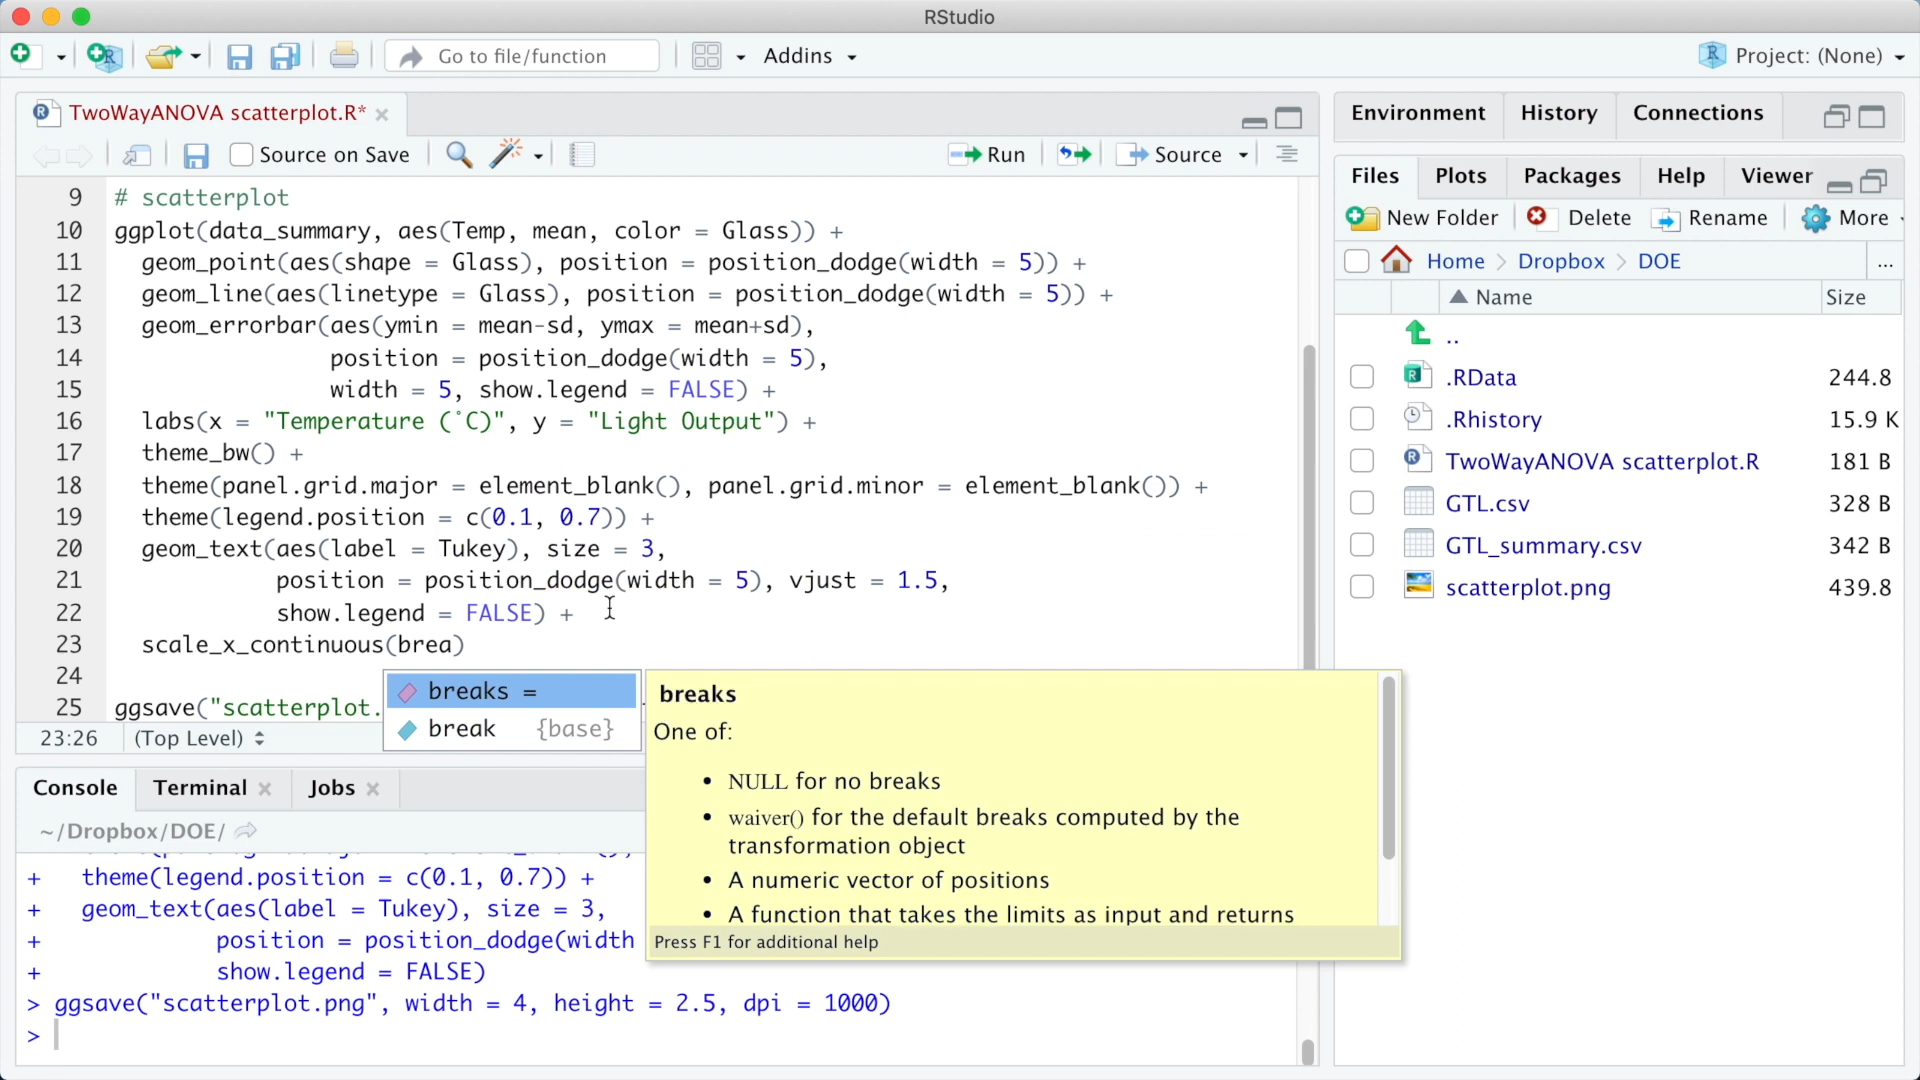 RStudio
Go to file/function
Addins
Project: (None)
TwoWayANOVA scatterplot.R*
Source on Save
Run
Source
9 # scatterplot
10 ggplot(data_summary, aes(Temp, mean, color = Glass)) +
11 geom_point(aes(shape = Glass), position = position_dodge(width = 5)) +
12 geom_line(aes(linetype = Glass), position = position_dodge(width = 5)) +
13 geom_errorbar(aes(ymin = mean-sd, ymax = mean+sd),
14 position = position_dodge(width = 5),
15 width = 5, show.legend = FALSE) +
16 labs(x = "Temperature (˚C)", y = "Light Output") +
17 theme_bw() +
18 theme(panel.grid.major = element_blank(), panel.grid.minor = element_blank()) +
19 theme(legend.position = c(0.1, 0.7)) +
20 geom_text(aes(label = Tukey), size = 3,
21 position = position_dodge(width = 5), vjust = 1.5,
22 show.legend = FALSE) +
23 scale_x_continuous(brea)
24
25 ggsave("scatterplot.
breaks =
break {base}
breaks
One of:
• NULL for no breaks
• waiver() for the default breaks computed by the
transformation object
• A numeric vector of positions
• A function that takes the limits as input and returns
Press F1 for additional help
23:26 (Top Level)
Console
Terminal
Jobs
~/Dropbox/DOE/
+ theme(legend.position = c(0.1, 0.7)) +
+ geom_text(aes(label = Tukey), size = 3,
+ position = position_dodge(width
+ show.legend = FALSE)
> ggsave("scatterplot.png", width = 4, height = 2.5, dpi = 1000)
>
Environment
History
Connections
Files
Plots
Packages
Help
Viewer
New Folder
Delete
Rename
More
Home > Dropbox > DOE
...
Name
Size
..
.RData 244.8
.Rhistory 15.9 K
TwoWayANOVA scatterplot.R 181 B
GTL.csv 328 B
GTL_summary.csv 342 B
scatterplot.png 439.8